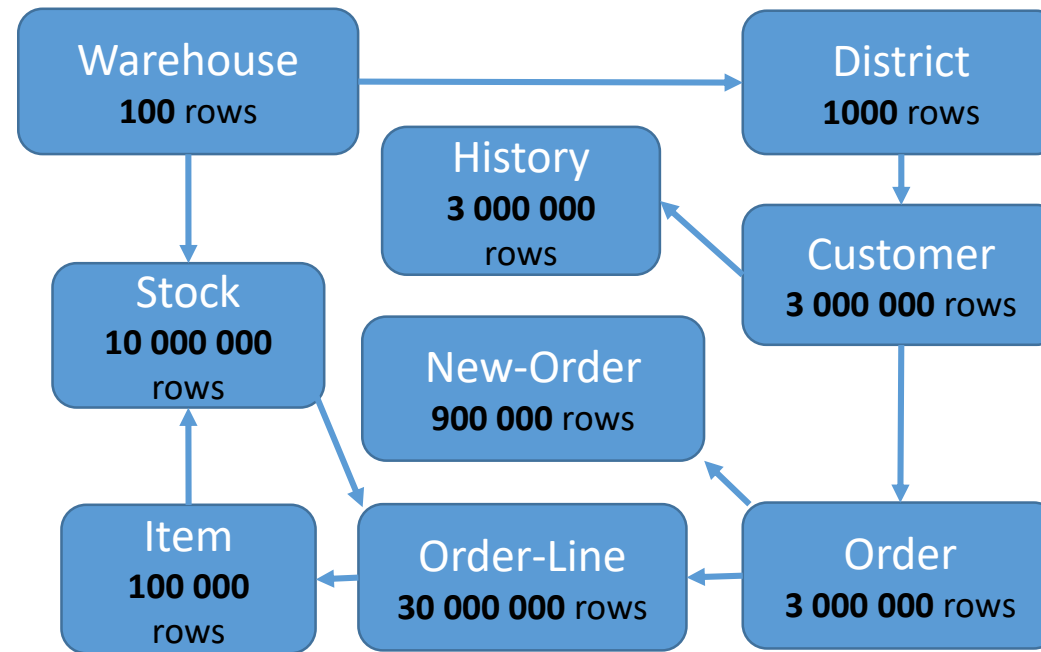 Warehouse
100 rows
District
1000 rows
History
3 000 000
rows
Customer
3 000 000 rows
Stock
10 000 000
rows
New-Order
900 000 rows
Item
100 000
rows
Order-Line
30 000 000 rows
Order
3 000 000 rows